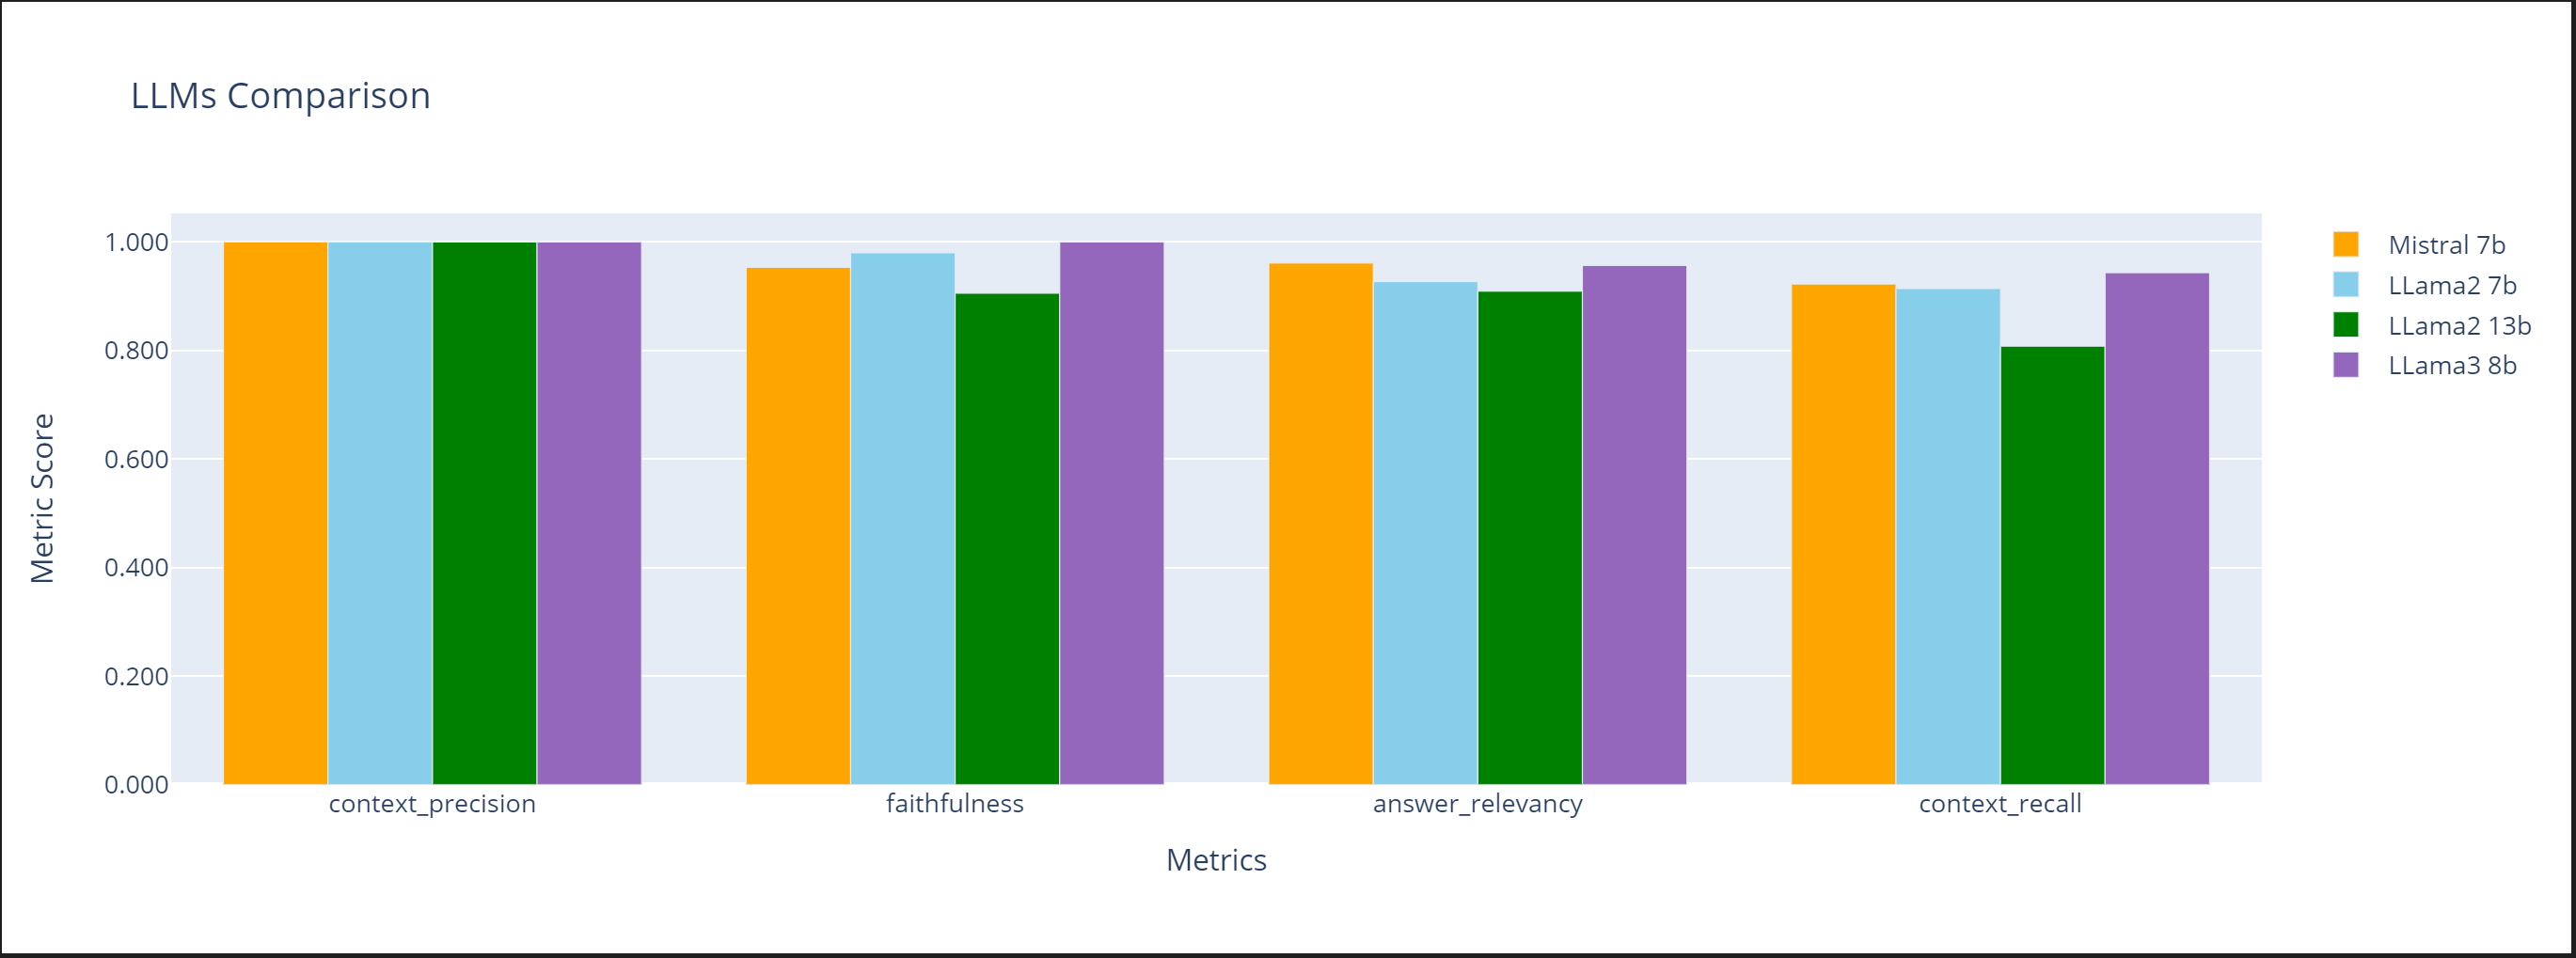 LLMs Comparison
1.000
0.800
0.600
0.400
0.200
0.000
Metric Score
context_precision
faithfulness
answer_relevancy
context_recall
Metrics
Mistral 7b
LLama2 7b
LLama2 13b
LLama3 8b